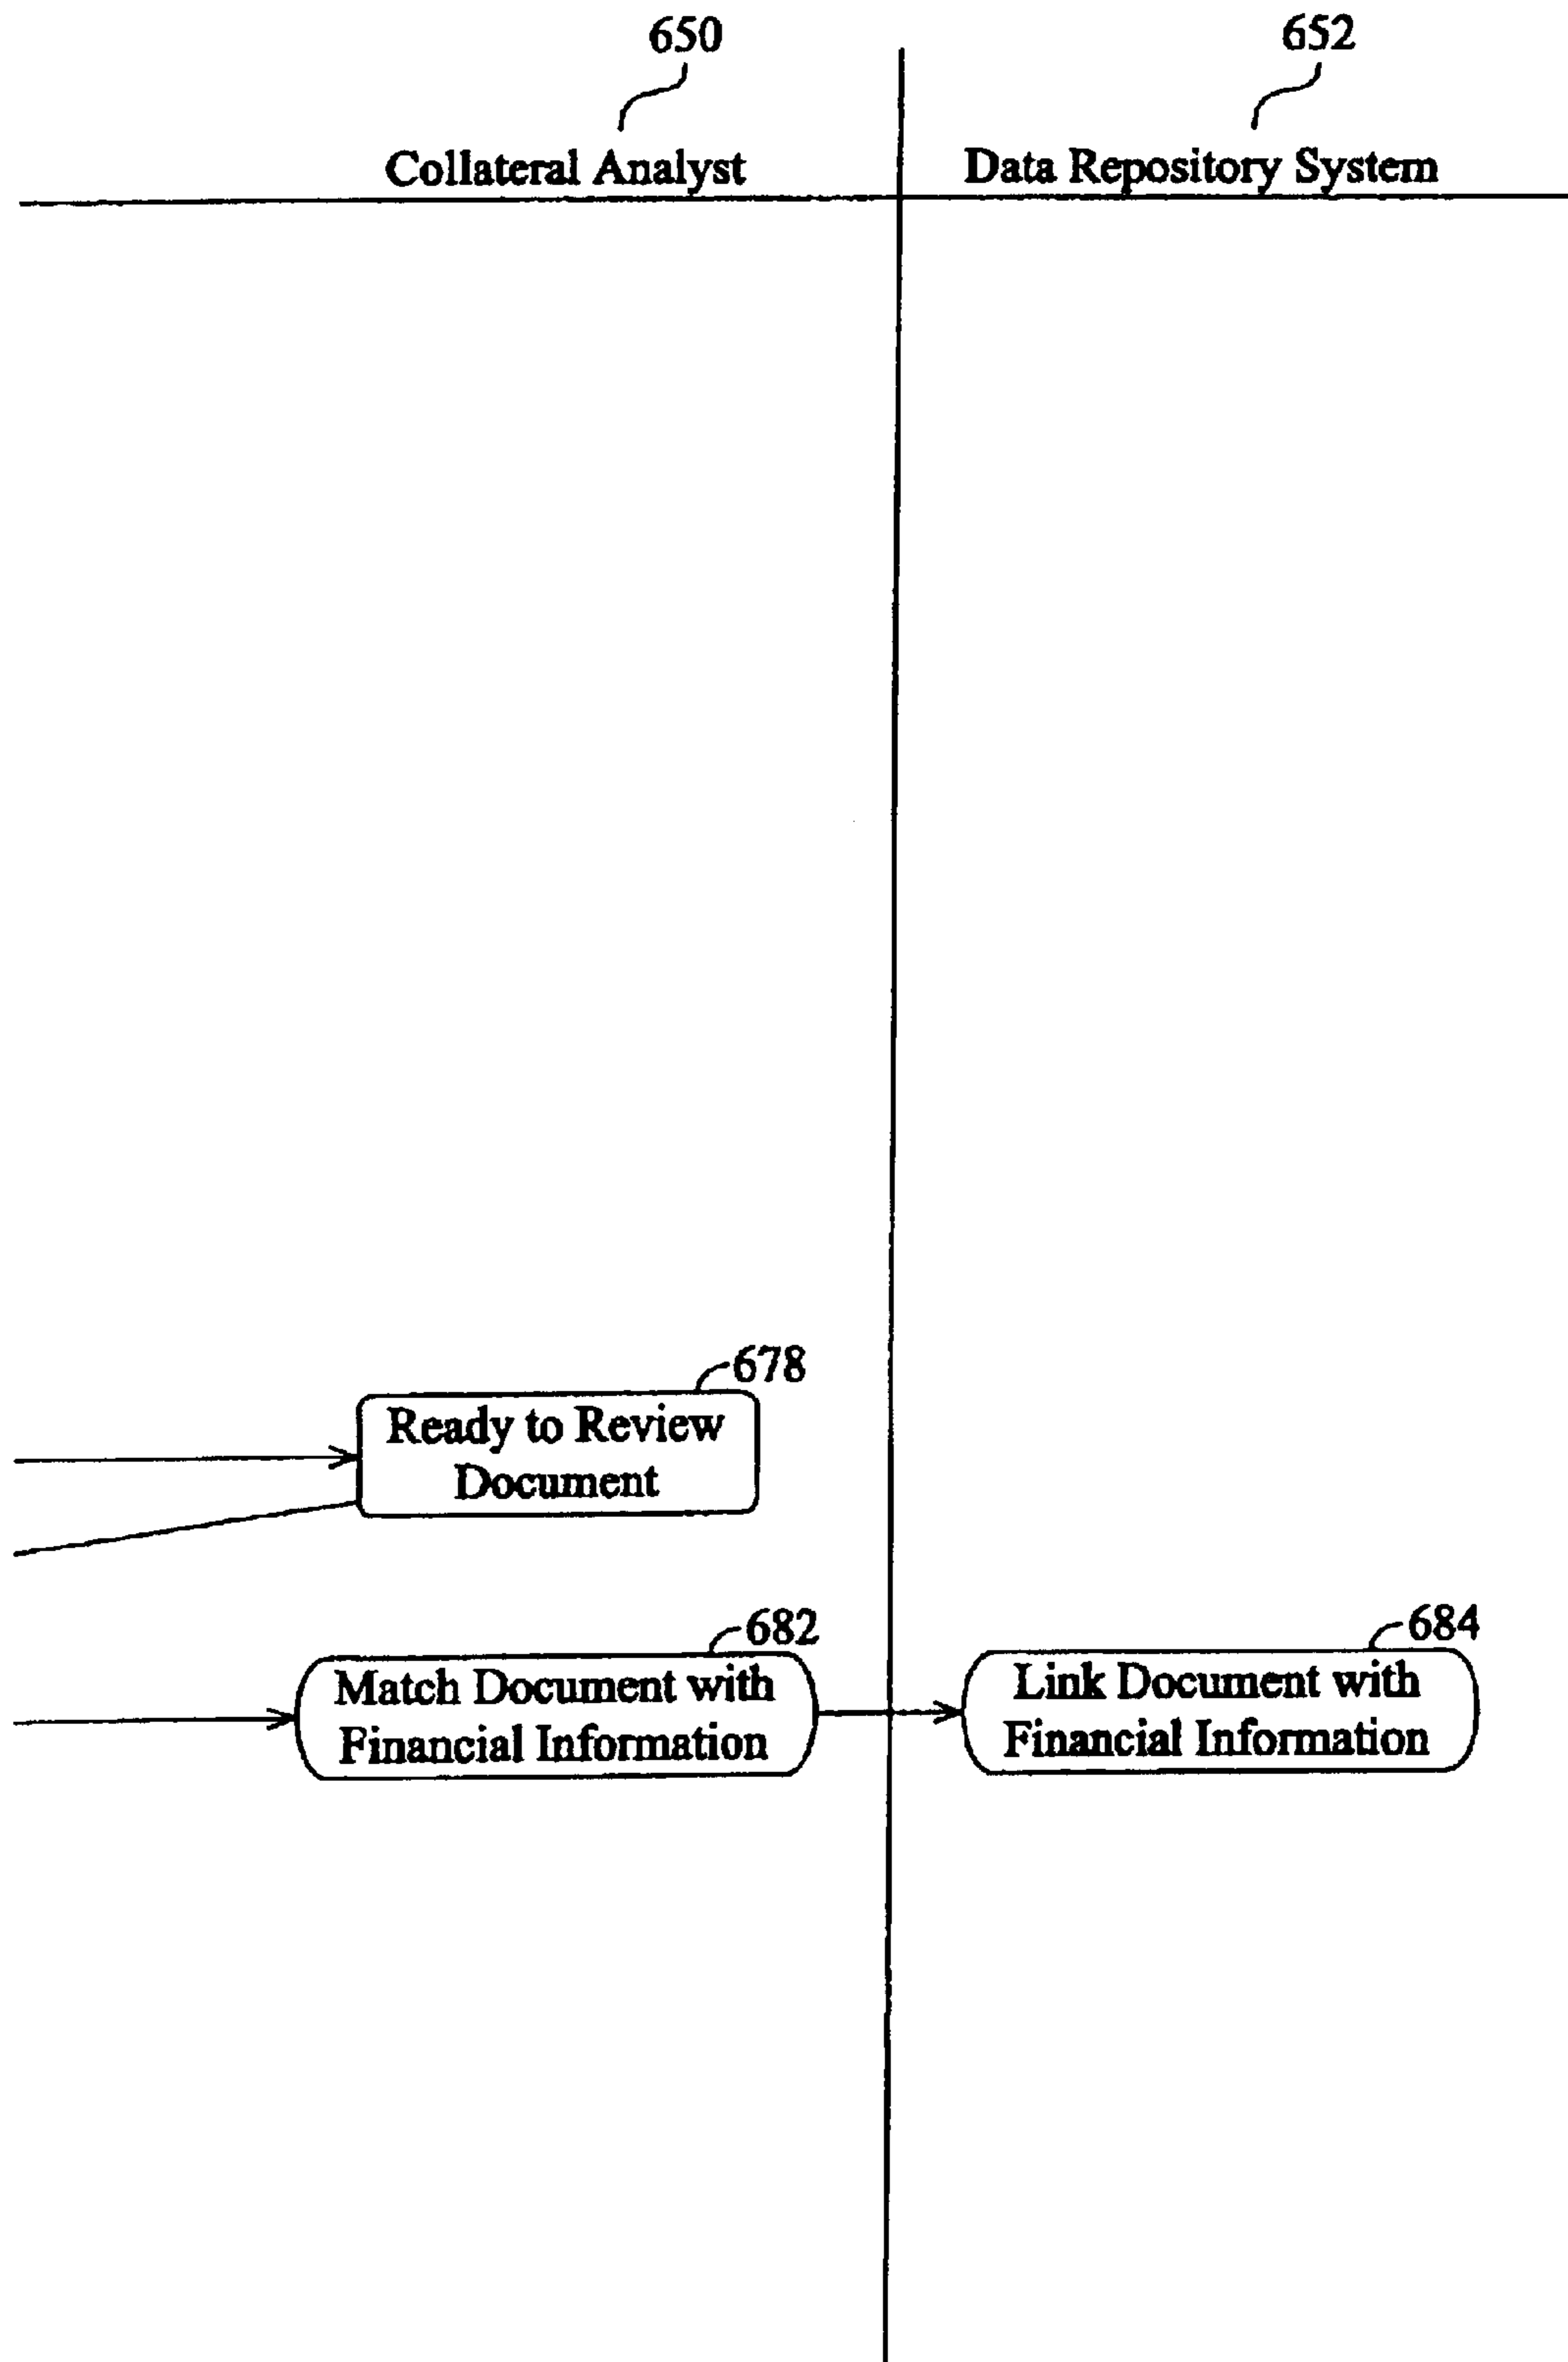 650
652
Collateral Analyst
Data Repository System
678
Ready to Review
Document
682
Match Document with
Financial Information
684
Link Document with
Financial Information